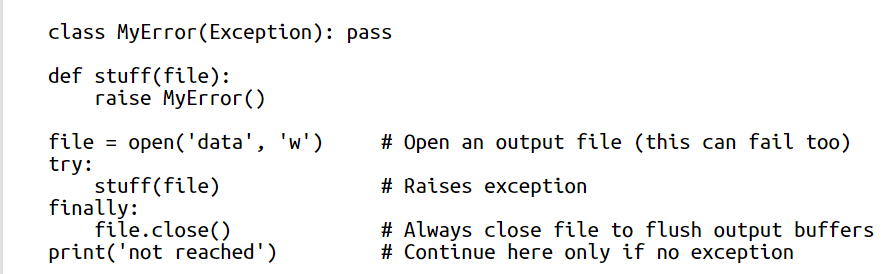 class MyError(Exception): pass
def stuff(file):
    raise MyError()
file = open('data', 'w')     # Open an output file (this can fail too)
try:
    stuff(file)              # Raises exception
finally:
    file.close()             # Always close file to flush output buffers
print('not reached')         # Continue here only if no exception